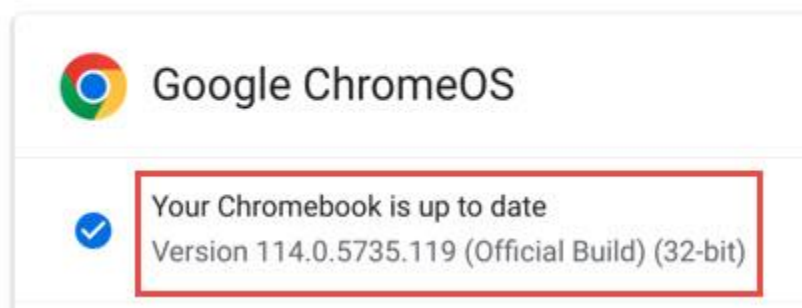 Google ChromeOS
Your Chromebook is up to date
Version 114.0.5735.119 (Official Build) (32-bit)